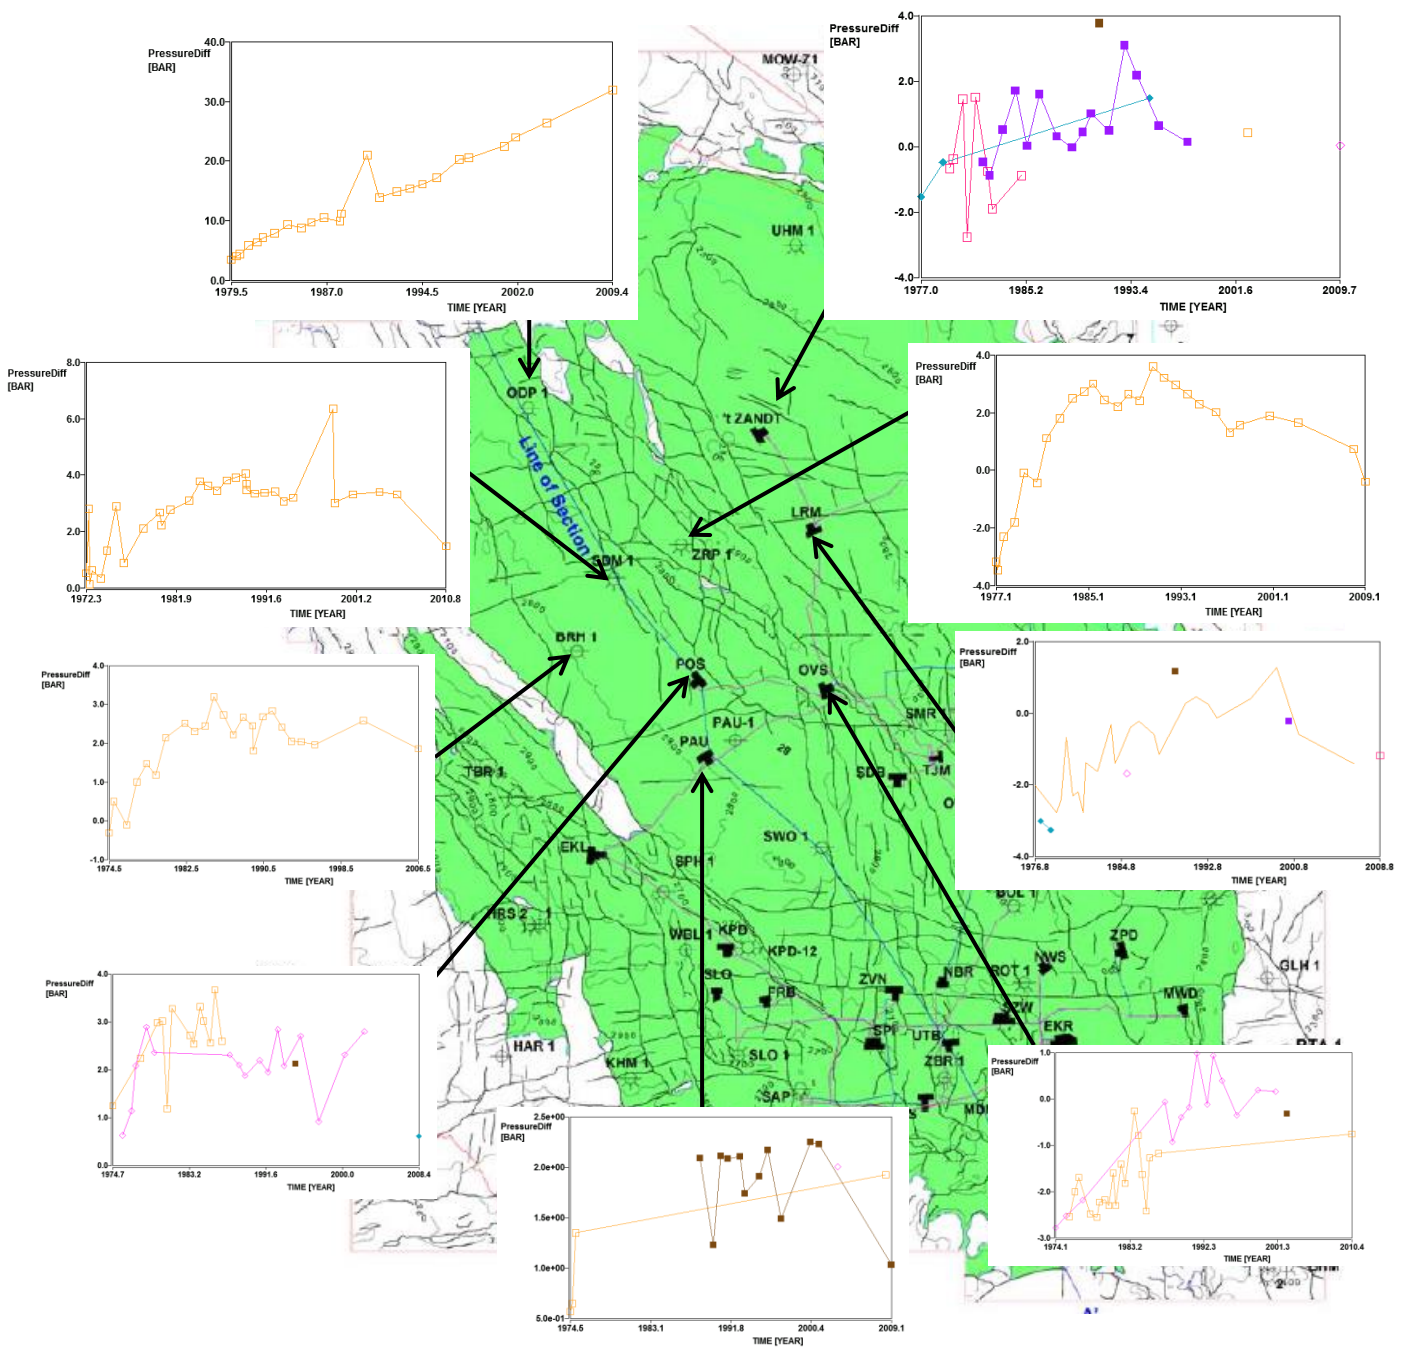 PressureDiff
[BAR]
40.0
30.0
20.0
10.0
0.0
1979.5 1987.0 1994.5 2002.0 2009.4
TIME [YEAR]
PressureDiff
[BAR]
4.0
2.0
0.0
-2.0
-4.0
1977.0 1985.2 1993.4 2001.6 2009.7
TIME [YEAR]
MOW-Z1
UHM 1
PressureDiff
[BAR]
8.0
6.0
4.0
2.0
0.0
1972.3 1981.9 1991.6 2001.2 2010.8
TIME [YEAR]
PressureDiff
[BAR]
4.0
2.0
0.0
-2.0
-4.0
1977.1 1985.1 1993.1 2001.1 2009.1
TIME [YEAR]
ODP 1
't ZANDT
Line of Section
LRM
SDM 1
ZRP 1
BRH 1
POS
OVS
PAU-1
PAU
SMR 1
TBR 1
SDB
TJM
SWO 1
EKL
SPH 1
HRS 2
1
BOL 1
WBL 1
KPD
KPD-12
ZPD
SLO
FRB
ZVN
NBR
ROT 1
NWS
GLH 1
MWD
SZW
EKR
HAR 1
KHM 1
SLO 1
SPI
UTB
ZBR 1
SAP
PressureDiff
[BAR]
4.0
3.0
2.0
1.0
0.0
-1.0
1974.5 1982.5 1990.5 1998.5 2006.5
TIME [YEAR]
PressureDiff
[BAR]
2.0
0.0
-2.0
-4.0
1976.8 1984.8 1992.8 2000.8 2008.8
TIME [YEAR]
PressureDiff
[BAR]
4.0
3.0
2.0
1.0
0.0
1974.7 1983.2 1991.6 2000.0 2008.4
TIME [YEAR]
PressureDiff
[BAR]
2.5e+00
2.0e+00
1.5e+00
1.0e+00
5.0e-01
1974.5 1983.1 1991.8 2000.4 2009.1
TIME [YEAR]
PressureDiff
[BAR]
1.0
0.0
-1.0
-2.0
-3.0
1974.1 1983.2 1992.3 2001.3 2010.4
TIME [YEAR]